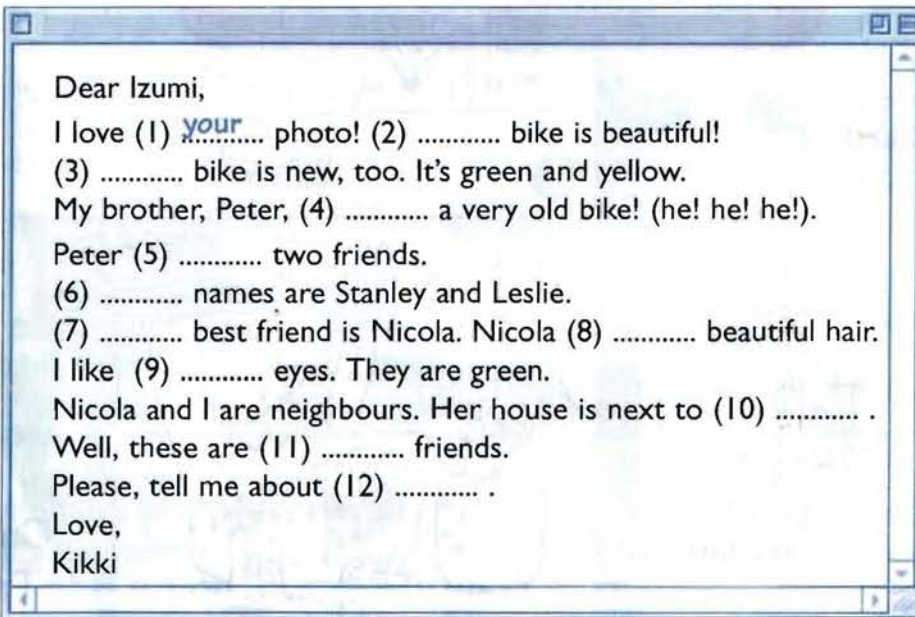 Dear Izumi,
I love (1) your............ photo! (2) ............ bike is beautiful!
(3) ............ bike is new, too. It's green and yellow.
My brother, Peter, (4) ............ a very old bike! (he! he! he!).
Peter (5) ............ two friends.
(6) ............ names are Stanley and Leslie.
(7) ............ best friend is Nicola. Nicola (8) ............ beautiful hair.
I like (9) ............ eyes. They are green.
Nicola and I are neighbours. Her house is next to (10) ............ .
Well, these are (11) ............ friends.
Please, tell me about (12) ............ .
Love,
Kikki